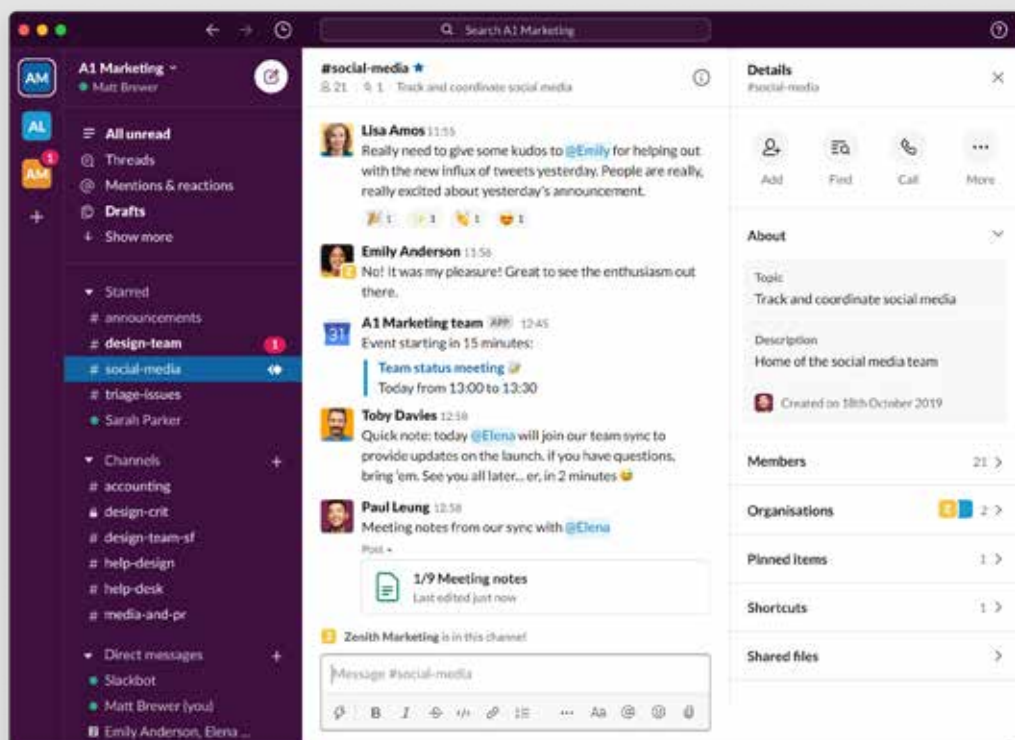 Search A1 Marketing
AM
AL
AM
1
A1 Marketing
Matt Brewer
All unread
Threads
Mentions & reactions
Drafts
Show more
Starred
# announcements
# design-team 1
# social-media
# triage-issues
Sarah Parker
Channels +
# accounting
design-crit
# design-team-sf
# help-design
# help-desk
# media-and-pr
Direct messages +
Slackbot
Matt Brewer (you)
2 Emily Anderson, Elena ...
#social-media
21 1 Track and coordinate social media
Lisa Amos 11:55
Really need to give some kudos to @Emily for helping out
with the new influx of tweets yesterday. People are really,
really excited about yesterday's announcement.
1 1 1 1
Emily Anderson 11:56
No! It was my pleasure! Great to see the enthusiasm out
there.
31
A1 Marketing team APP 12:45
Event starting in 15 minutes:
Team status meeting
Today from 13:00 to 13:30
Toby Davies 12:58
Quick note: today @Elena will join our team sync to
provide updates on the launch. if you have questions,
bring 'em. See you all later... er, in 2 minutes
Paul Leung 12:58
Meeting notes from our sync with @Elena
Post
1/9 Meeting notes
Last edited just now
Z Zenith Marketing is in this channel
Message #social-media
B I S </> ... Aa @
Details
#social-media
Add Find Call More
About
Topic
Track and coordinate social media
Description
Home of the social media team
Created on 18th October 2019
Members 21
Organisations 2
Pinned items 1
Shortcuts 1
Shared files